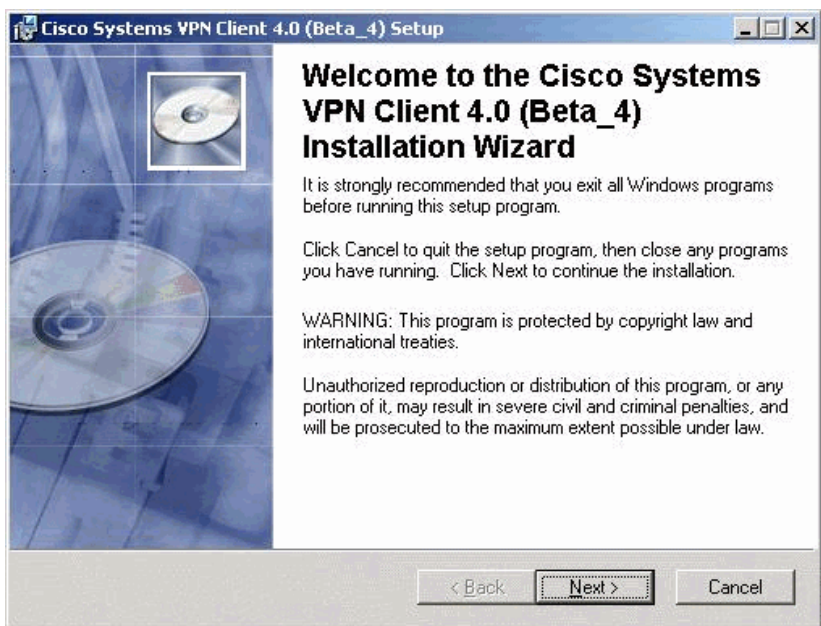 Cisco Systems VPN Client 4.0 (Beta_4) Setup
Welcome to the Cisco Systems
VPN Client 4.0 (Beta_4)
Installation Wizard
It is strongly recommended that you exit all Windows programs
before running this setup program.
Click Cancel to quit the setup program, then close any programs
you have running.  Click Next to continue the installation.
WARNING: This program is protected by copyright law and
international treaties.
Unauthorized reproduction or distribution of this program, or any
portion of it, may result in severe civil and criminal penalties, and
will be prosecuted to the maximum extent possible under law.
< Back
Next >
Cancel